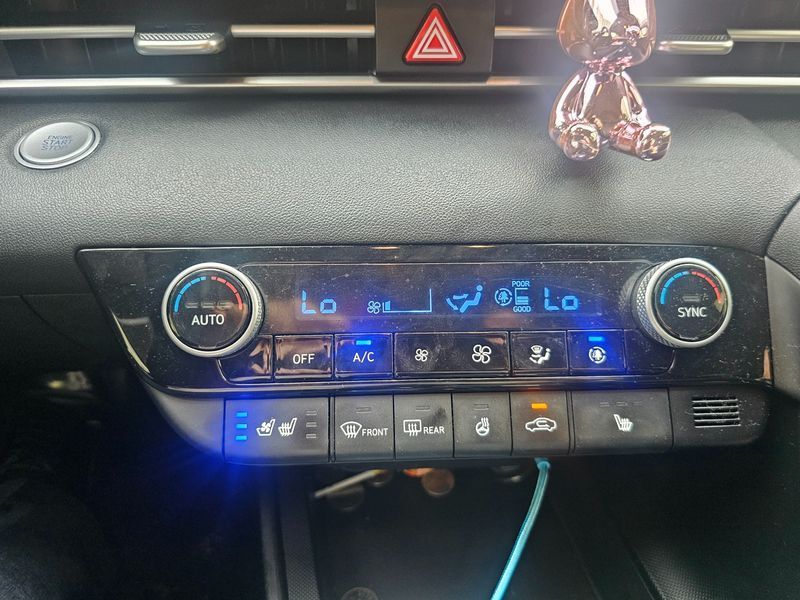 ENGINE
START
STOP
AUTO
Lo
POOR
GOOD
Lo
SYNC
OFF
A/C
FRONT
REAR